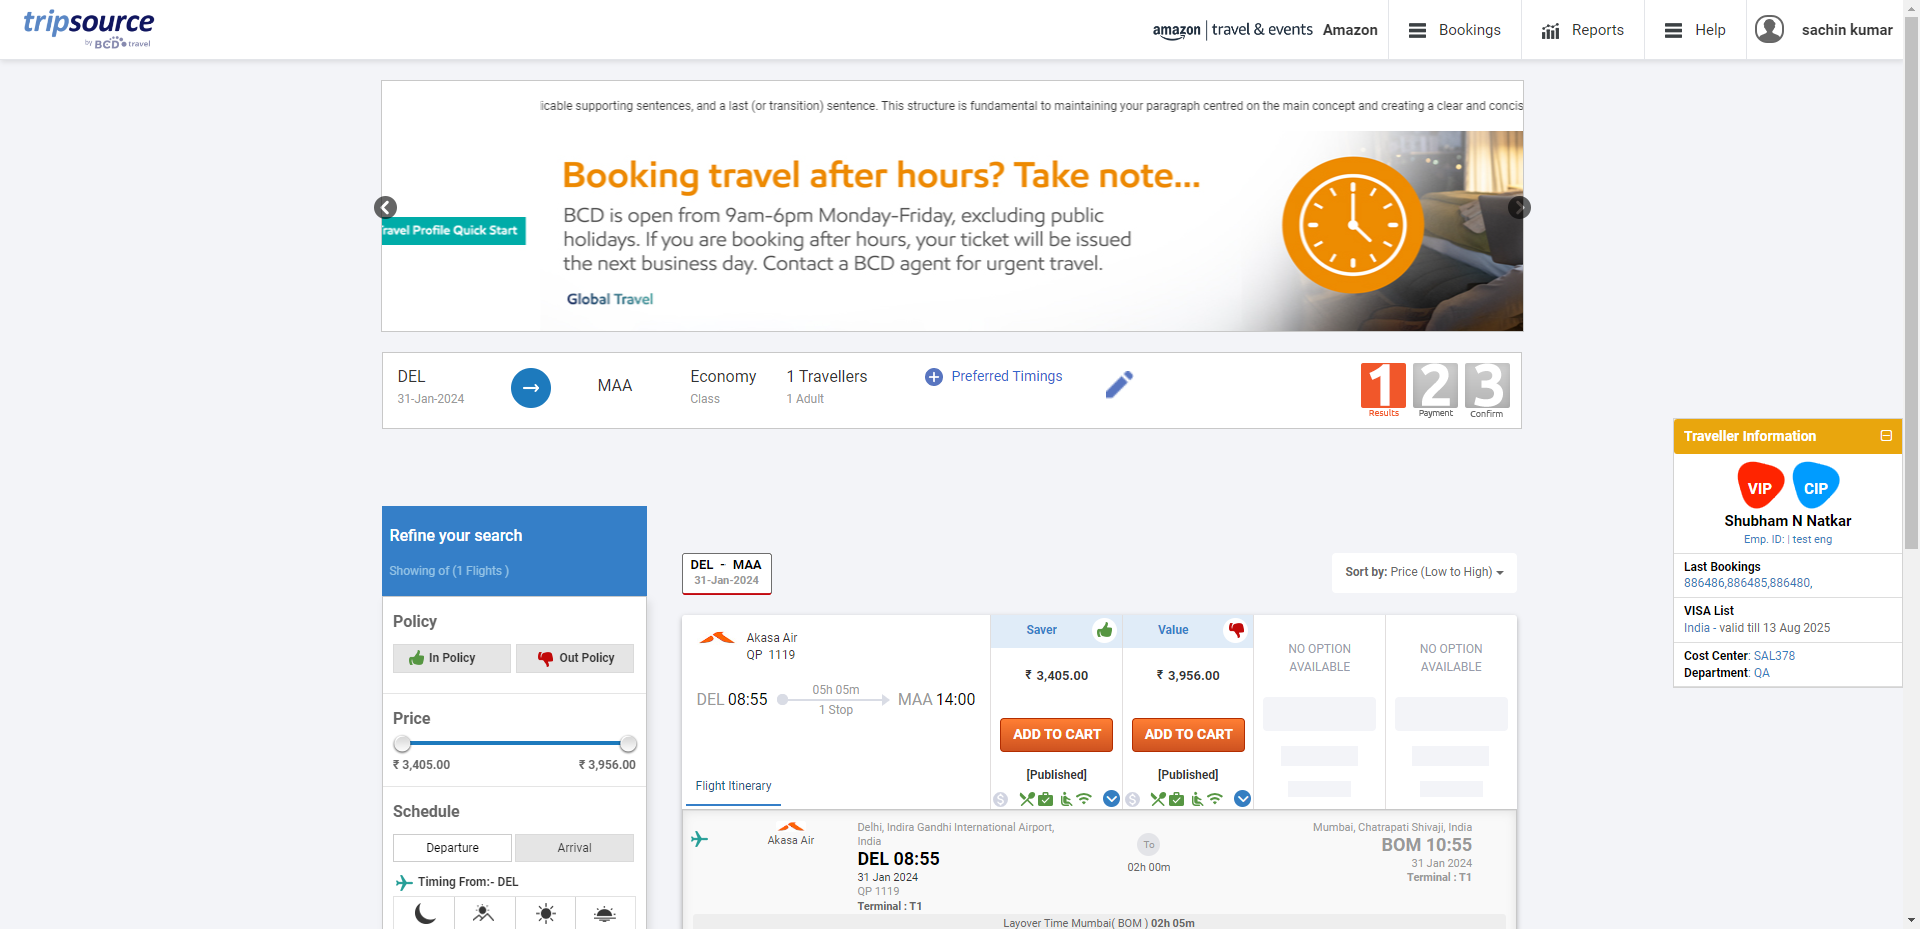 tripsource
by BCD travel
amazon | travel & events Amazon
Bookings
Reports
Help
sachin kumar
icable supporting sentences, and a last (or transition) sentence. This structure is fundamental to maintaining your paragraph centred on the main concept and creating a clear and concis
Booking travel after hours? Take note...
BCD is open from 9am-6pm Monday-Friday, excluding public
holidays. If you are booking after hours, your ticket will be issued
the next business day. Contact a BCD agent for urgent travel.
Global Travel
Travel Profile Quick Start
DEL
31-Jan-2024
MAA
Economy
Class
1 Travellers
1 Adult
Preferred Timings
1 2 3
Results Payment Confirm
Traveller Information
VIP CIP
Shubham N Natkar
Emp. ID: | test eng
Last Bookings
886486,886485,886480,
VISA List
India - valid till 13 Aug 2025
Cost Center: SAL378
Department: QA
Refine your search
Showing of (1 Flights )
Policy
In Policy
Out Policy
Price
₹ 3,405.00
₹ 3,956.00
Schedule
Departure
Arrival
Timing From:- DEL
DEL - MAA
31-Jan-2024
Sort by: Price (Low to High)
Akasa Air
QP 1119
DEL 08:55
05h 05m
1 Stop
MAA 14:00
Flight Itinerary
Saver
₹ 3,405.00
ADD TO CART
[Published]
Value
₹ 3,956.00
ADD TO CART
[Published]
NO OPTION
AVAILABLE
NO OPTION
AVAILABLE
Akasa Air
Delhi, Indira Gandhi International Airport,
India
DEL 08:55
31 Jan 2024
QP 1119
Terminal : T1
To
02h 00m
Mumbai, Chatrapati Shivaji, India
BOM 10:55
31 Jan 2024
Terminal : T1
Layover Time Mumbai( BOM ) 02h 05m